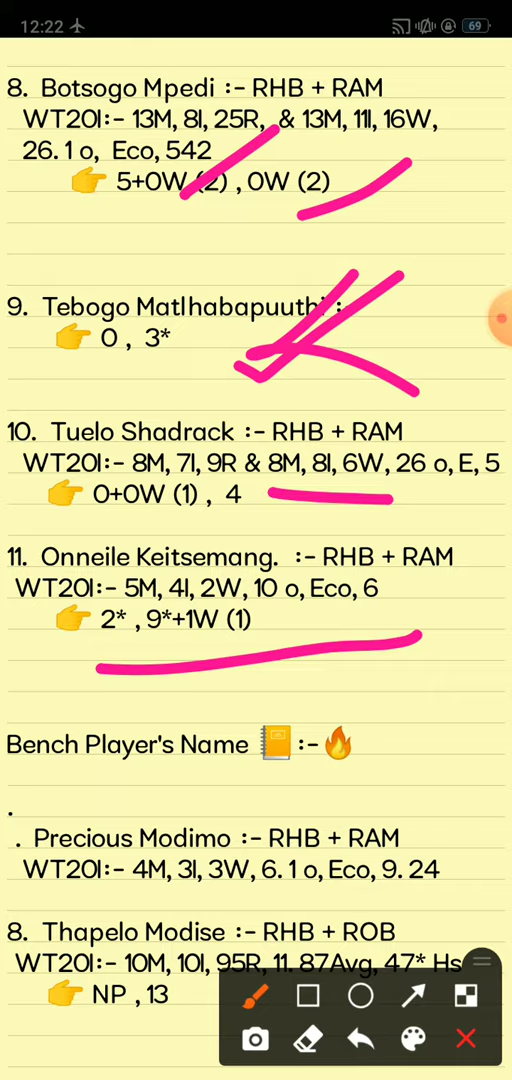 12:22
69
8. Botsogo Mpedi :- RHB + RAM
WT20I:- 13M, 8I, 25R, & 13M, 11I, 16W,
26. 1 o, Eco, 542
👉 5+0W (2) , 0W (2)
9. Tebogo Matlhabapuuthi :
👉 0 , 3*
10. Tuelo Shadrack :- RHB + RAM
WT20I:- 8M, 7I, 9R & 8M, 8I, 6W, 26 o, E, 5
👉 0+0W (1) , 4
11. Onneile Keitsemang. :- RHB + RAM
WT20I:- 5M, 4I, 2W, 10 o, Eco, 6
👉 2* , 9*+1W (1)
Bench Player's Name 📒 :- 🔥
.
. Precious Modimo :- RHB + RAM
WT20I:- 4M, 3I, 3W, 6. 1 o, Eco, 9. 24
8. Thapelo Modise :- RHB + ROB
WT20I:- 10M, 10I, 95R, 11. 87Avg, 47* Hs
👉 NP , 13